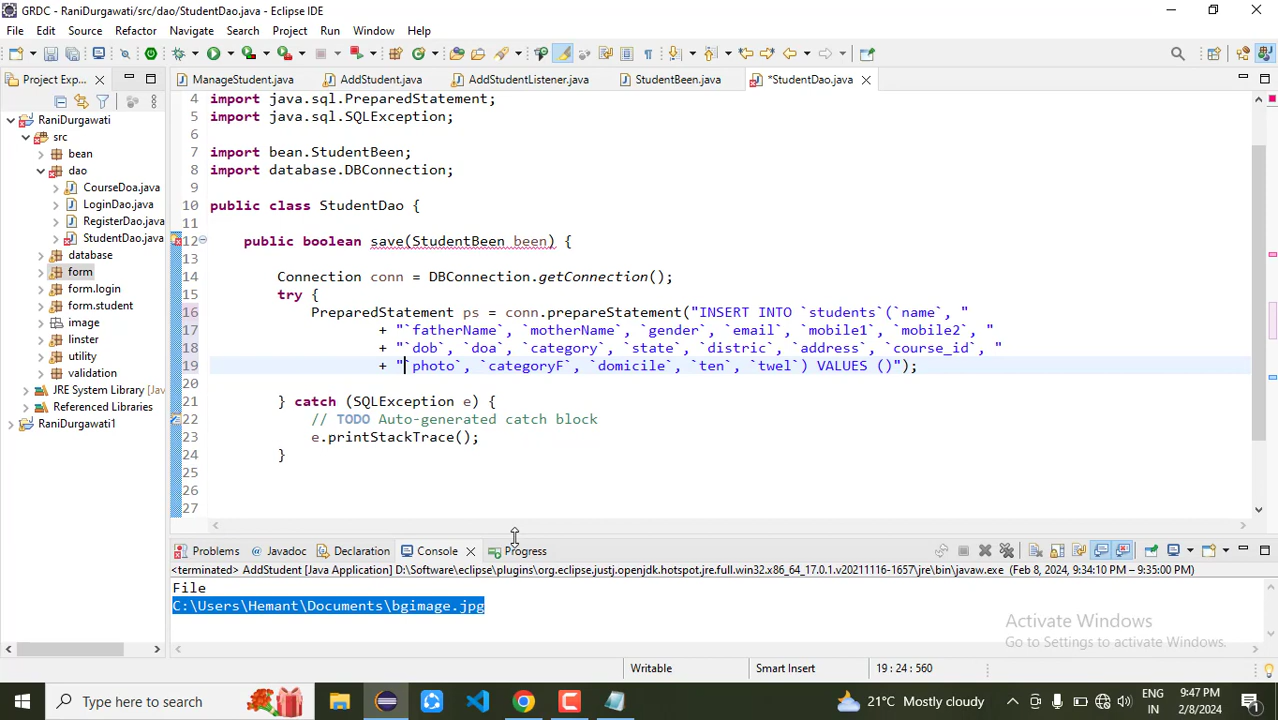 GRDC - RaniDurgawati/src/dao/StudentDao.java - Eclipse IDE
File Edit Source Refactor Navigate Search Project Run Window Help
Project Exp...
ManageStudent.java
AddStudent.java
AddStudentListener.java
StudentBeen.java
*StudentDao.java
RaniDurgawati
src
bean
dao
CourseDoa.java
LoginDao.java
RegisterDao.java
StudentDao.java
database
form
form.login
form.student
image
linster
utility
validation
JRE System Library [Jav
Referenced Libraries
RaniDurgawati1
4 import java.sql.PreparedStatement;
5 import java.sql.SQLException;
6
7 import bean.StudentBeen;
8 import database.DBConnection;
9
10 public class StudentDao {
11
12 public boolean save(StudentBeen been) {
13
14 Connection conn = DBConnection.getConnection();
15 try {
16 PreparedStatement ps = conn.prepareStatement("INSERT INTO `students`(`name`, "
17 + "`fatherName`, `motherName`, `gender`, `email`, `mobile1`, `mobile2`, "
18 + "`dob`, `doa`, `category`, `state`, `distric`, `address`, `course_id`, "
19 + "`photo`, `categoryF`, `domicile`, `ten`, `twel`) VALUES ()");
20
21 } catch (SQLException e) {
22 // TODO Auto-generated catch block
23 e.printStackTrace();
24 }
25
26
27
Problems Javadoc Declaration Console Progress
<terminated> AddStudent [Java Application] D:\Software\eclipse\plugins\org.eclipse.justj.openjdk.hotspot.jre.full.win32.x86_64_17.0.1.v20211116-1657\jre\bin\javaw.exe (Feb 8, 2024, 9:34:10 PM – 9:35:00 PM)
File
C:\Users\Hemant\Documents\bgimage.jpg
Activate Windows
Go to Settings to activate Windows.
Writable
Smart Insert
19 : 24 : 560
Type here to search
21°C Mostly cloudy
ENG
IN
9:47 PM
2/8/2024
1